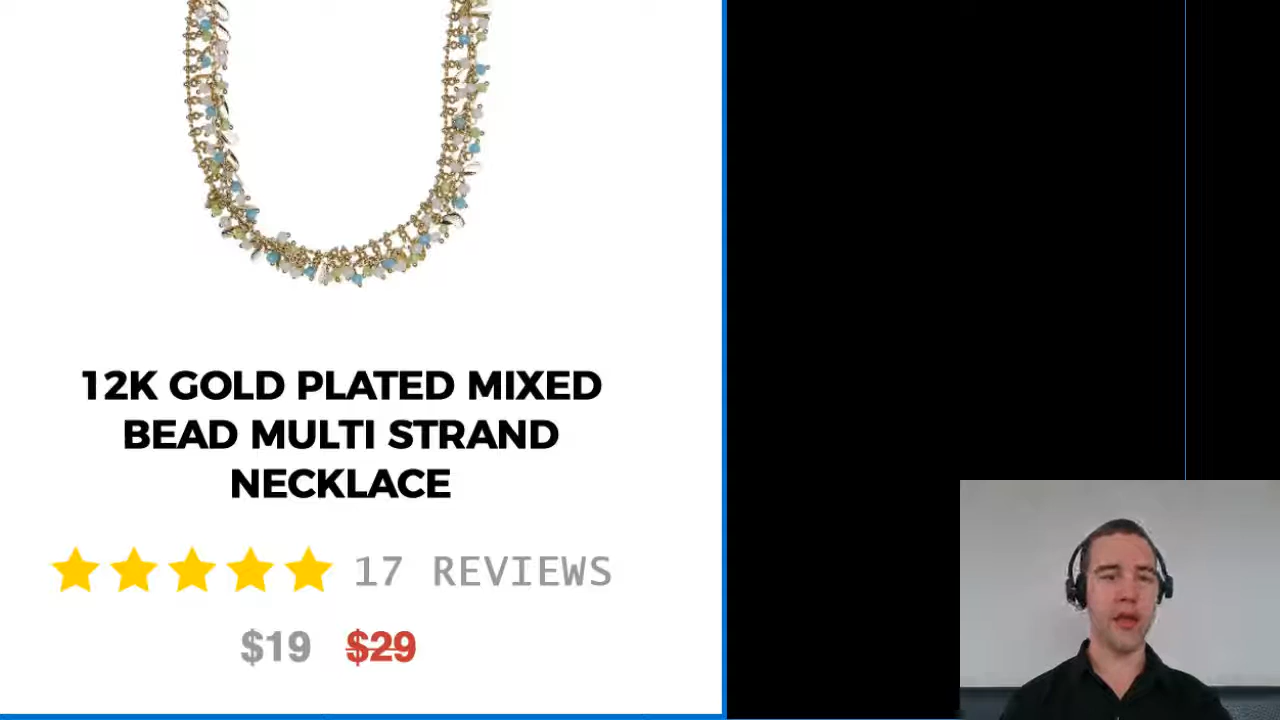 12K GOLD PLATED MIXED
BEAD MULTI STRAND
NECKLACE
17 REVIEWS
$19 $29